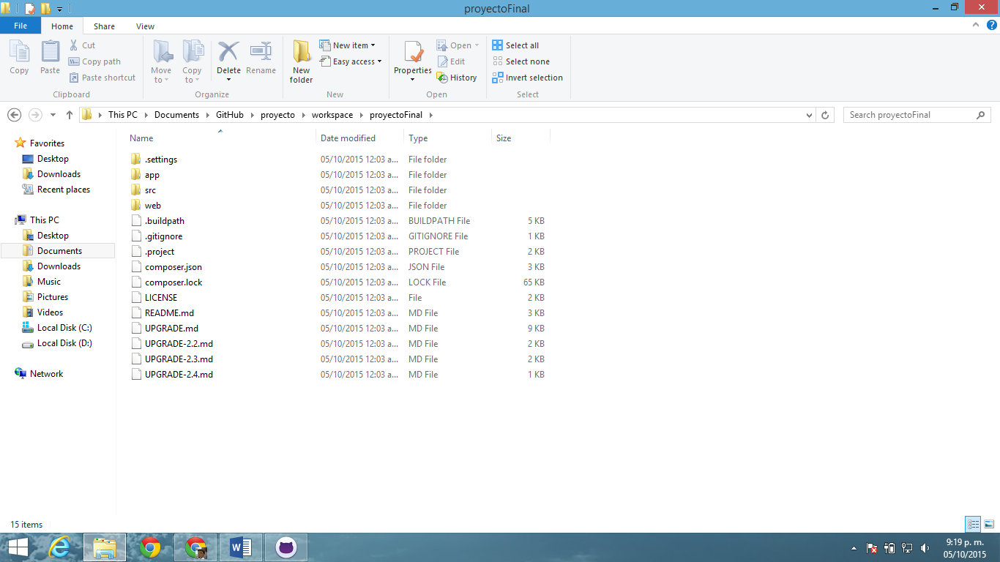 proyectoFinal
File Home Share View
Copy
Paste
Cut
Copy path
Paste shortcut
Clipboard
Move to
Copy to
Delete
Rename
Organize
New folder
New item
Easy access
New
Properties
Open
Edit
History
Open
Select all
Select none
Invert selection
Select
This PC Documents GitHub proyecto workspace proyectoFinal
Search proyectoFinal
Favorites
Desktop
Downloads
Recent places
This PC
Desktop
Documents
Downloads
Music
Pictures
Videos
Local Disk (C:)
Local Disk (D:)
Network
Name Date modified Type Size
.settings 05/10/2015 12:03 a... File folder
app 05/10/2015 12:03 a... File folder
src 05/10/2015 12:03 a... File folder
web 05/10/2015 12:03 a... File folder
.buildpath 05/10/2015 12:03 a... BUILDPATH File 5 KB
.gitignore 05/10/2015 12:03 a... GITIGNORE File 1 KB
.project 05/10/2015 12:03 a... PROJECT File 2 KB
composer.json 05/10/2015 12:03 a... JSON File 3 KB
composer.lock 05/10/2015 12:03 a... LOCK File 65 KB
LICENSE 05/10/2015 12:03 a... File 2 KB
README.md 05/10/2015 12:03 a... MD File 3 KB
UPGRADE.md 05/10/2015 12:03 a... MD File 9 KB
UPGRADE-2.2.md 05/10/2015 12:03 a... MD File 2 KB
UPGRADE-2.3.md 05/10/2015 12:03 a... MD File 2 KB
UPGRADE-2.4.md 05/10/2015 12:03 a... MD File 1 KB
15 items
9:19 p. m.
05/10/2015